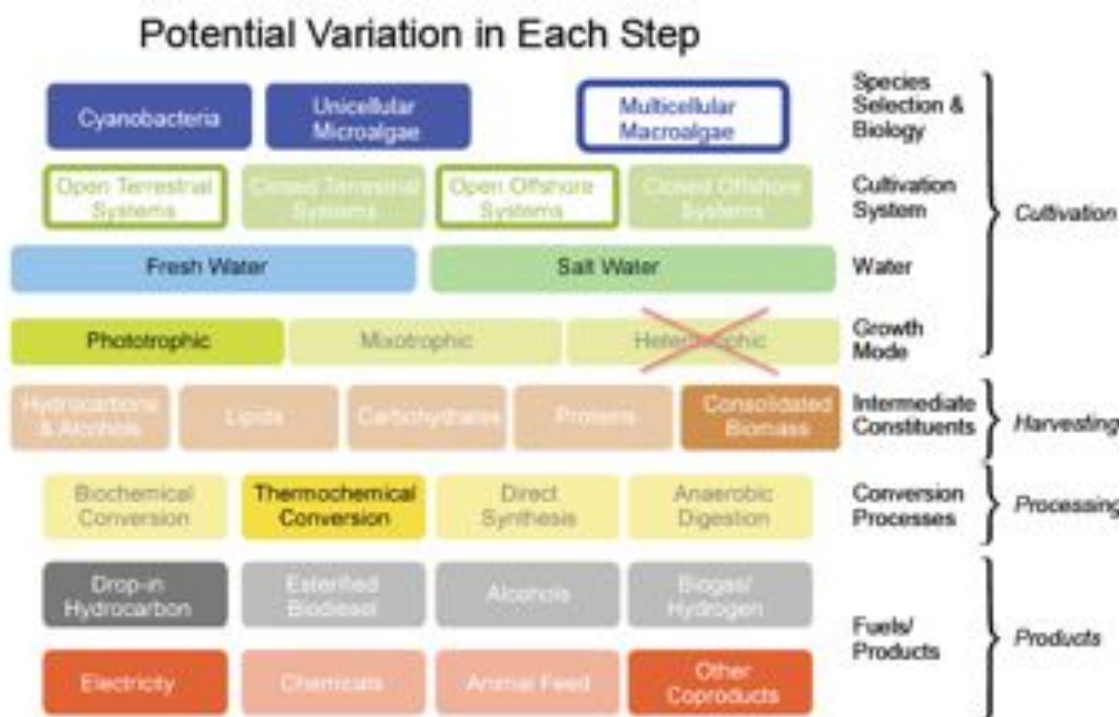 Potential Variation in Each Step
Cyanobacteria
Unicellular
Microalgae
Multicellular
Macroalgae
Species
Selection &
Biology
Open Terrestrial
Systems
Closed Terrestrial
Systems
Open Offshore
Systems
Closed Offshore
Systems
Cultivation
System
Cultivation
Fresh Water
Salt Water
Water
Phototrophic
Mixotrophic
Heterotrophic
Growth
Mode
Hydrocarbons
& Alcohols
Lipids
Carbohydrates
Proteins
Consolidated
Biomass
Intermediate
Constituents
Harvesting
Biochemical
Conversion
Thermochemical
Conversion
Direct
Synthesis
Anaerobic
Digestion
Conversion
Processes
Processing
Drop-in
Hydrocarbon
Esterified
Biodiesel
Alcohols
Biogas/
Hydrogen
Fuels/
Products
Products
Electricity
Chemicals
Animal Feed
Other
Coproducts